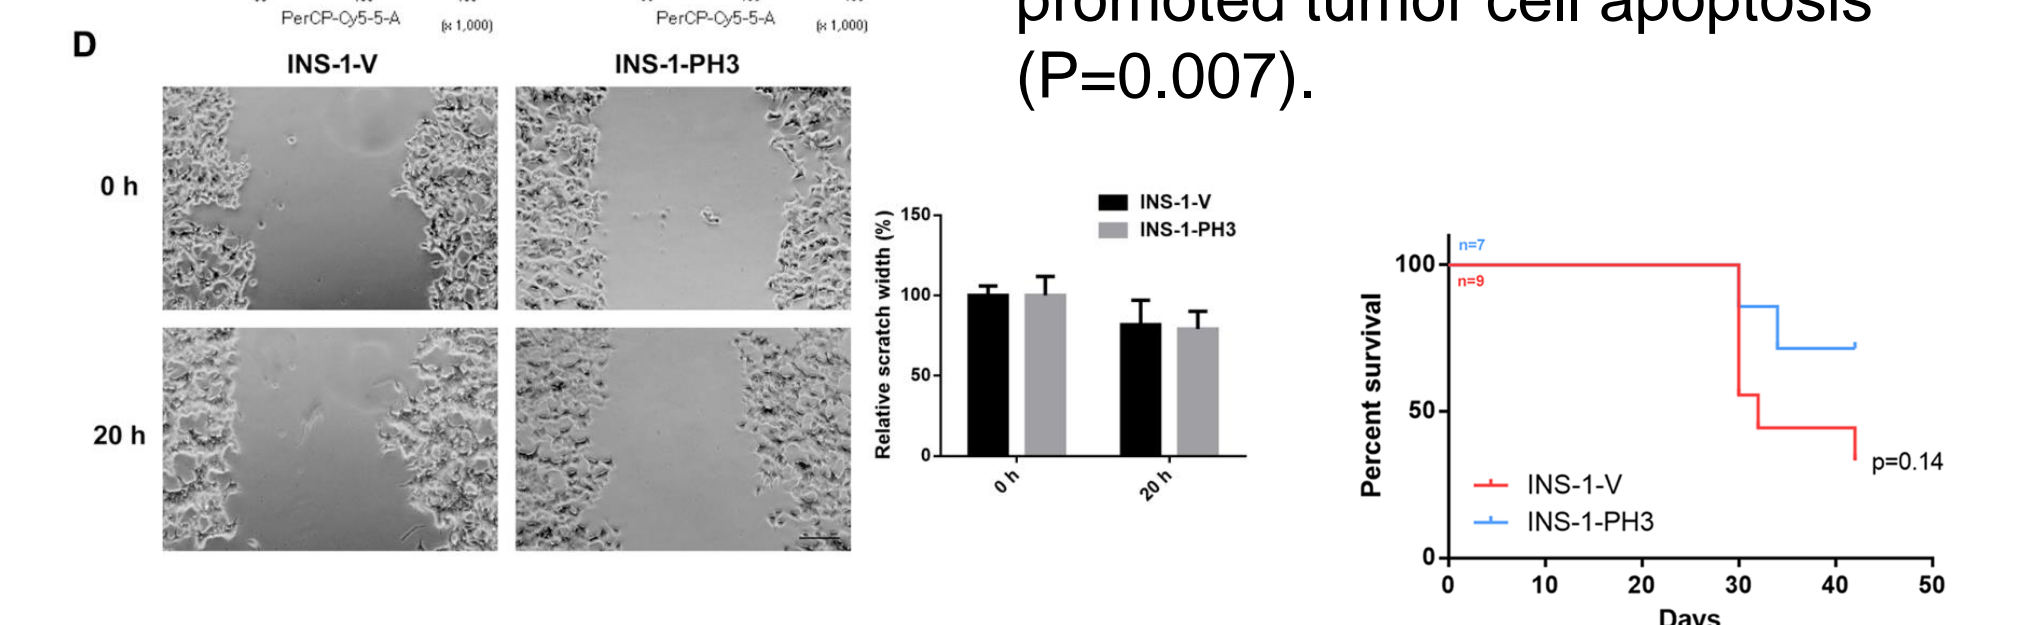 PerCP-Cy5-5-A
(x 1,000)
PerCP-Cy5-5-A
(x 1,000)
promoted tumor cell apoptosis
(P=0.007).
D
INS-1-V
INS-1-PH3
0 h
20 h
Relative scratch width (%)
150
100
50
0
INS-1-V
INS-1-PH3
0 h
20 h
Percent survival
100
50
0
n=7
n=9
p=0.14
INS-1-V
INS-1-PH3
0
10
20
30
40
50
Days